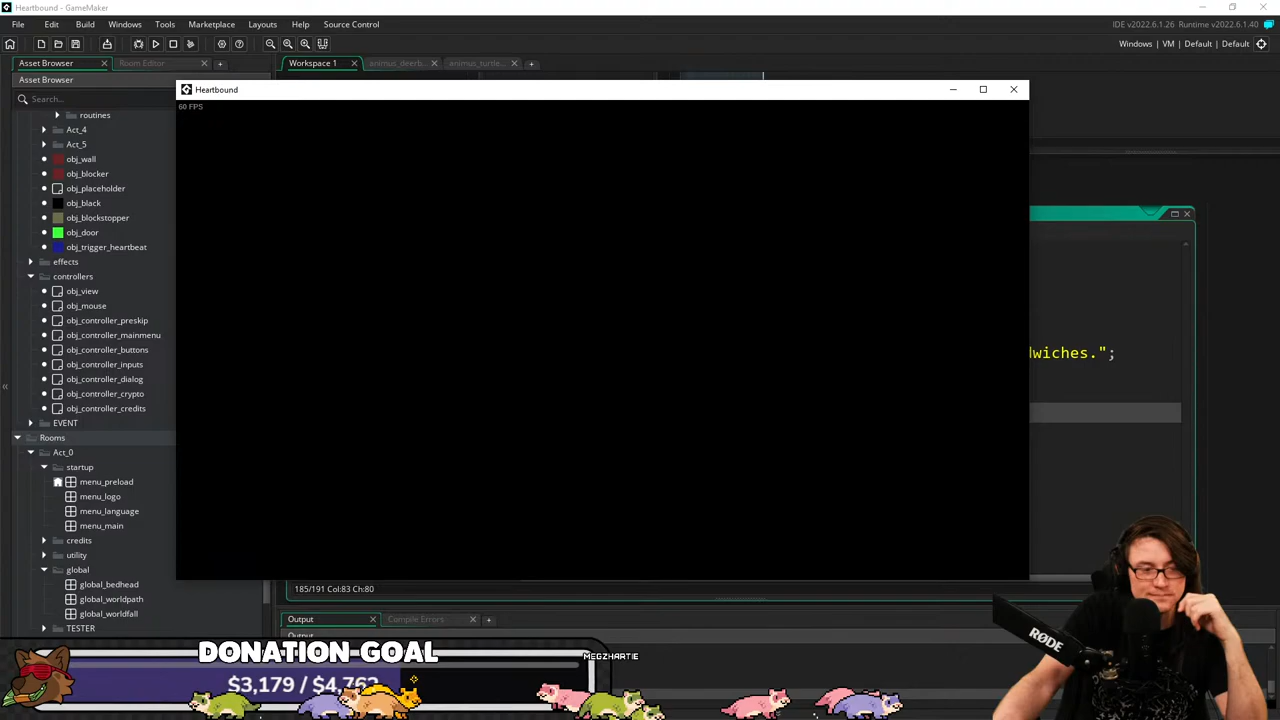 Heartbound - GameMaker
File Edit Build Windows Tools Marketplace Layouts Help Source Control
IDE v2022.6.1.26 Runtime v2022.6.1.40
Windows | VM | Default | Default
Asset Browser
Room Editor
Workspace 1
animus_deerb...
animus_turtle...
Asset Browser
Search...
Heartbound
60 FPS
routines
Act_4
Act_5
obj_wall
obj_blocker
obj_placeholder
obj_black
obj_blockstopper
obj_door
obj_trigger_heartbeat
effects
controllers
obj_view
obj_mouse
obj_controller_preskip
obj_controller_mainmenu
obj_controller_buttons
obj_controller_inputs
obj_controller_dialog
obj_controller_crypto
obj_controller_credits
EVENT
Rooms
Act_0
startup
menu_preload
menu_logo
menu_language
menu_main
credits
utility
global
global_bedhead
global_worldpath
global_worldfall
TESTER
dwiches.";
185/191 Col:83 Ch:80
Output
Compile Errors
Output
DONATION GOAL
$3,179 / $4,762
MEGZHARTIE
RØDE